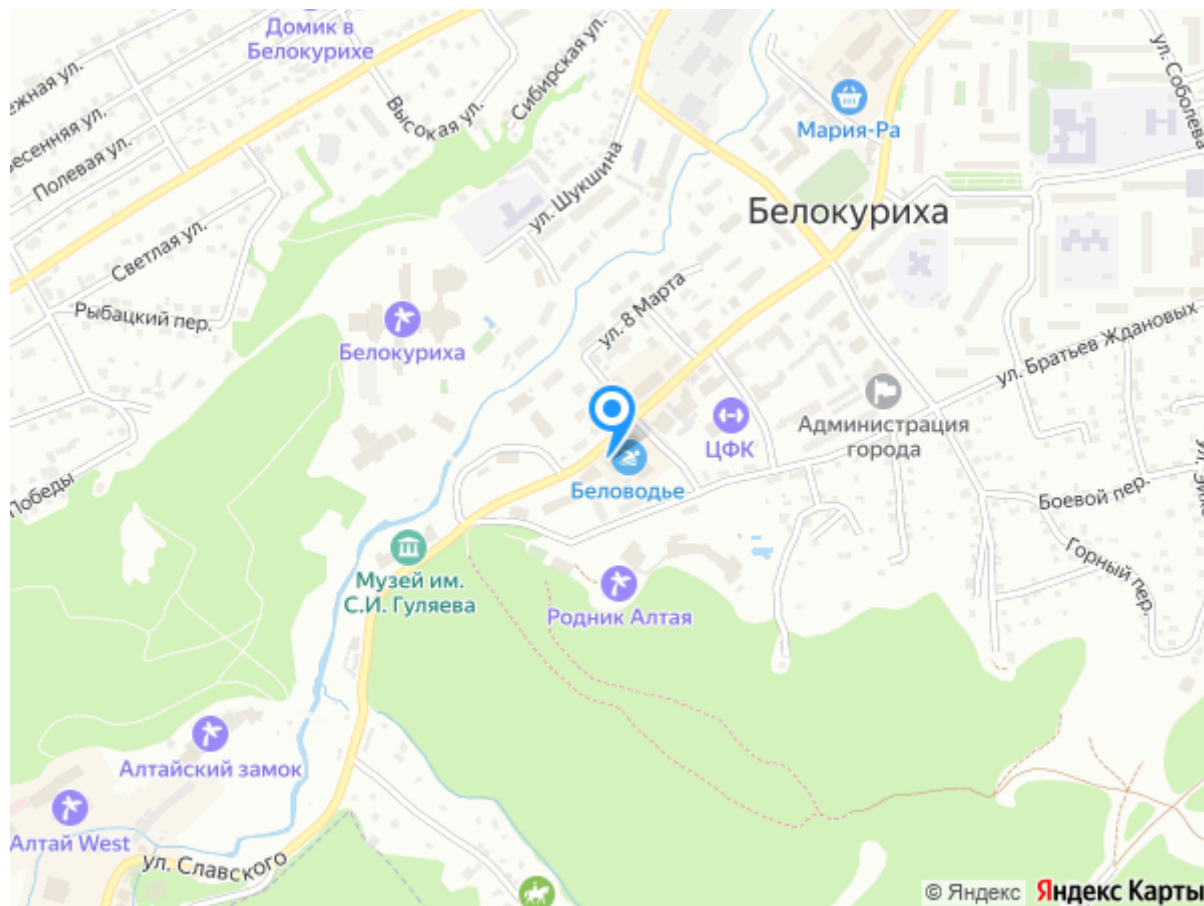 Домик в
Белокурихе
ежная ул.
есенняя ул.
Полевая ул.
Высокая ул.
Сибирская ул.
ул. Соболева
Мария-Ра
ул. Шукшина
Белокуриха
Светлая ул.
Рыбацкий пер.
ул. 8 Марта
Белокуриха
ул. Братьев Ждановых
Администрация
города
ЦФК
Беловодье
Победы
Боевой пер.
Горный пер.
Музей им.
С.И. Гуляева
Родник Алтая
Алтайский замок
Алтай West
ул. Славского
© Яндекс Яндекс Карты